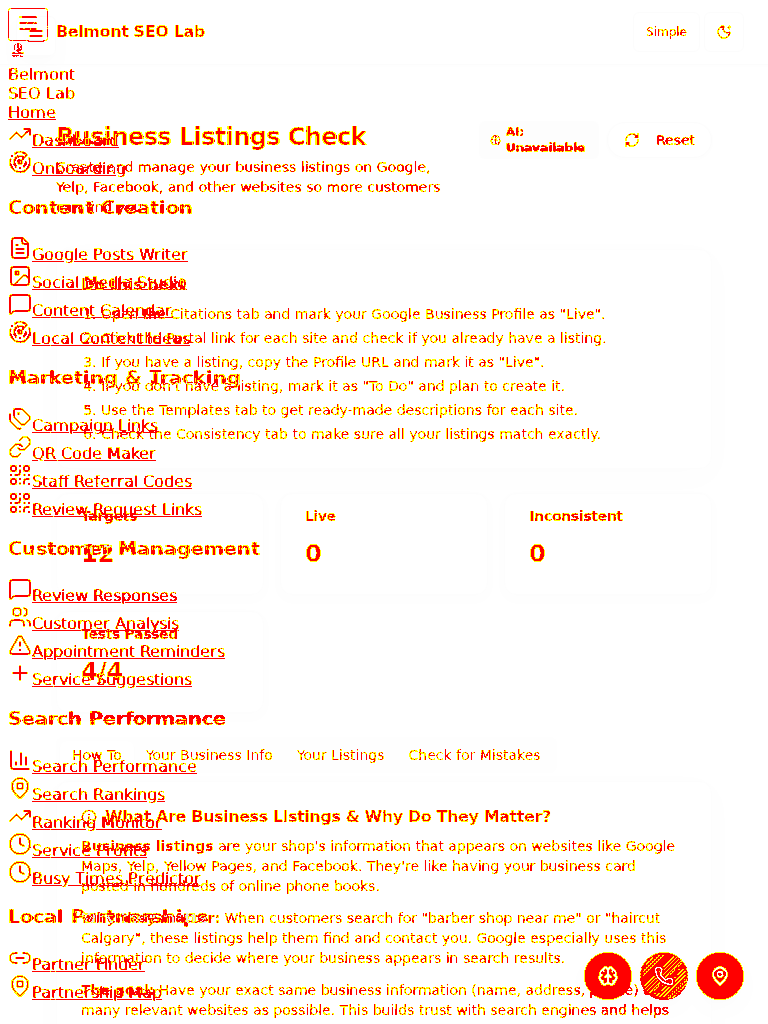 Belmont SEO Lab
Simple
Belmont
SEO Lab
Home
Dashboard
Onboarding
Content Creation
Google Posts Writer
Social Media Studio
Content Calendar
Local Content Ideas
Marketing & Tracking
Campaign Links
QR Code Maker
Staff Referral Codes
Review Request Links
Customer Management
Review Responses
Customer Analysis
Appointment Reminders
Service Suggestions
Search Performance
Search Performance
Search Rankings
Ranking Monitor
Service Profits
Busy Times Predictor
Local Partnerships
Partner Finder
Partnership Map
Business Listings Check
AI:
Unavailable
Reset
Create and manage your business listings on Google,
Yelp, Facebook, and other websites so more customers
1. Open the Citations tab and mark your Google Business Profile as "Live".
2. Click the Portal link for each site and check if you already have a listing.
3. If you have a listing, copy the Profile URL and mark it as "Live".
4. If you don't have a listing, mark it as "To Do" and plan to create it.
5. Use the Templates tab to get ready-made descriptions for each site.
6. Check the Consistency tab to make sure all your listings match exactly.
Targets
12
Live
0
Inconsistent
0
Tests Passed
4/4
How To
Your Business Info
Your Listings
Check for Mistakes
What Are Business Listings & Why Do They Matter?
Business listings are your shop's information that appears on websites like Google
Maps, Yelp, Yellow Pages, and Facebook. They're like having your business card
posted in hundreds of online phone books.
When customers search for "barber shop near me" or "haircut
Calgary", these listings help them find and contact you. Google especially uses this
information to decide where your business appears in search results.
The goal: Have your exact same business information (name, address,
many relevant websites as possible. This builds trust with search engines and helps